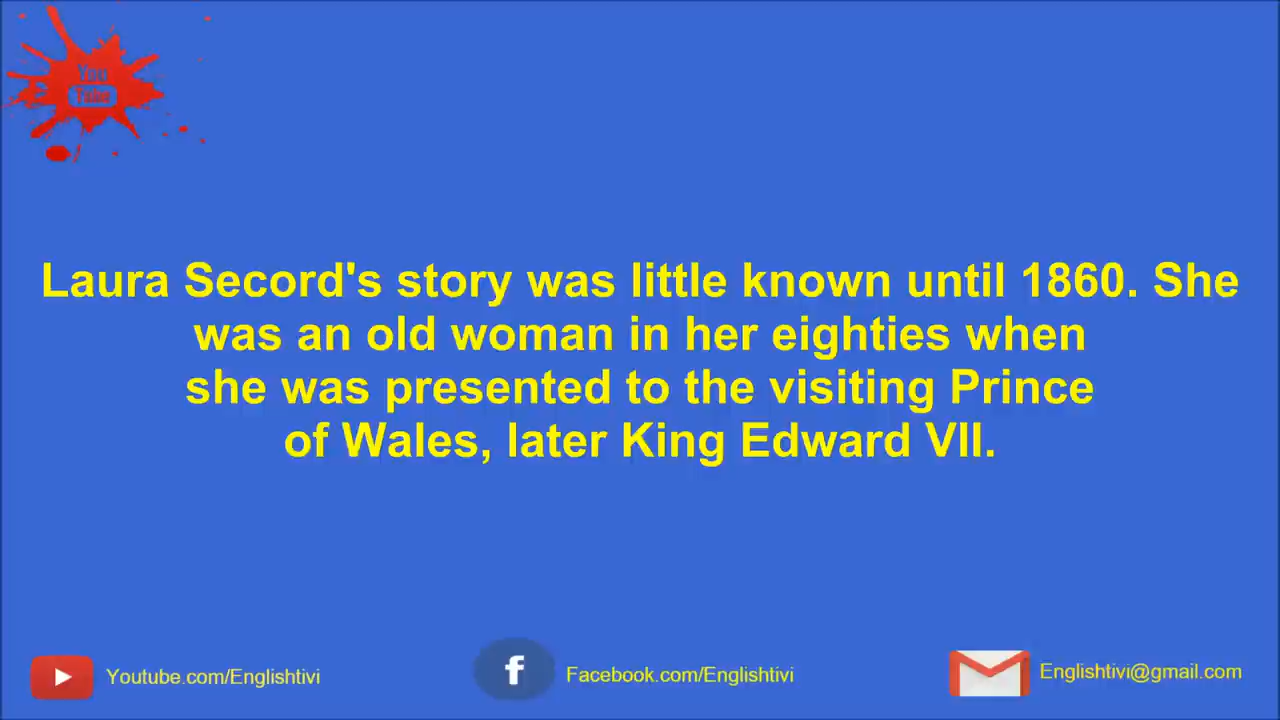 You
Tube
Laura Secord's story was little known until 1860. She
was an old woman in her eighties when
she was presented to the visiting Prince
of Wales, later King Edward VII.
Youtube.com/Englishtivi
f
Facebook.com/Englishtivi
Englishtivi@gmail.com